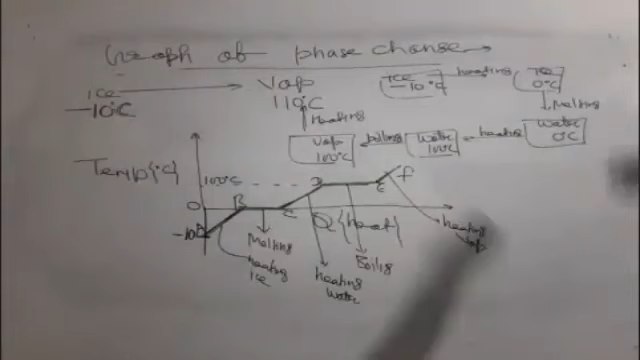 Graph of phase change
ice
-10°C
Vap
110°C
ICE
-10°C
heating
ICE
0°C
Melting
Water
0°C
heating
Water
100°C
boiling
Vap
100°C
heating
Temp{°C}
100°C
0
-10
B
C
D
E
F
Q {heat}
Melting
heating
ice
heating
Water
Boilig
heating
Vap